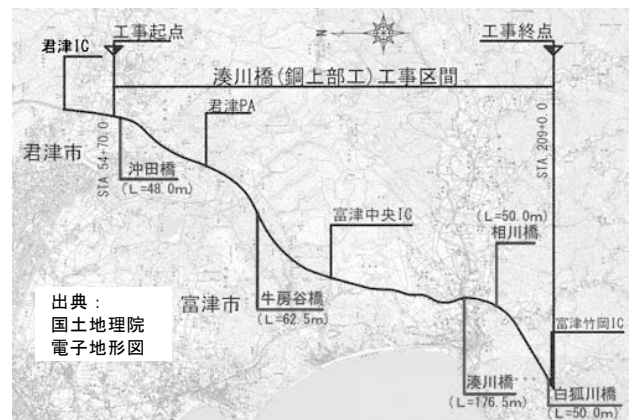 工事起点
工事終点
君津IC
N
湊川橋(鋼上部工)工事区間
君津PA
君津市
STA 54+70.0
STA. 209+0.0
沖田橋
(L=48.0m)
(L=50.0m)
相川橋
富津中央IC
富津市
牛房谷橋
(L=62.5m)
出典：
国土地理院
電子地形図
富津竹岡IC
湊川橋
(L=176.5m)
白狐川橋
(L=50.0m)